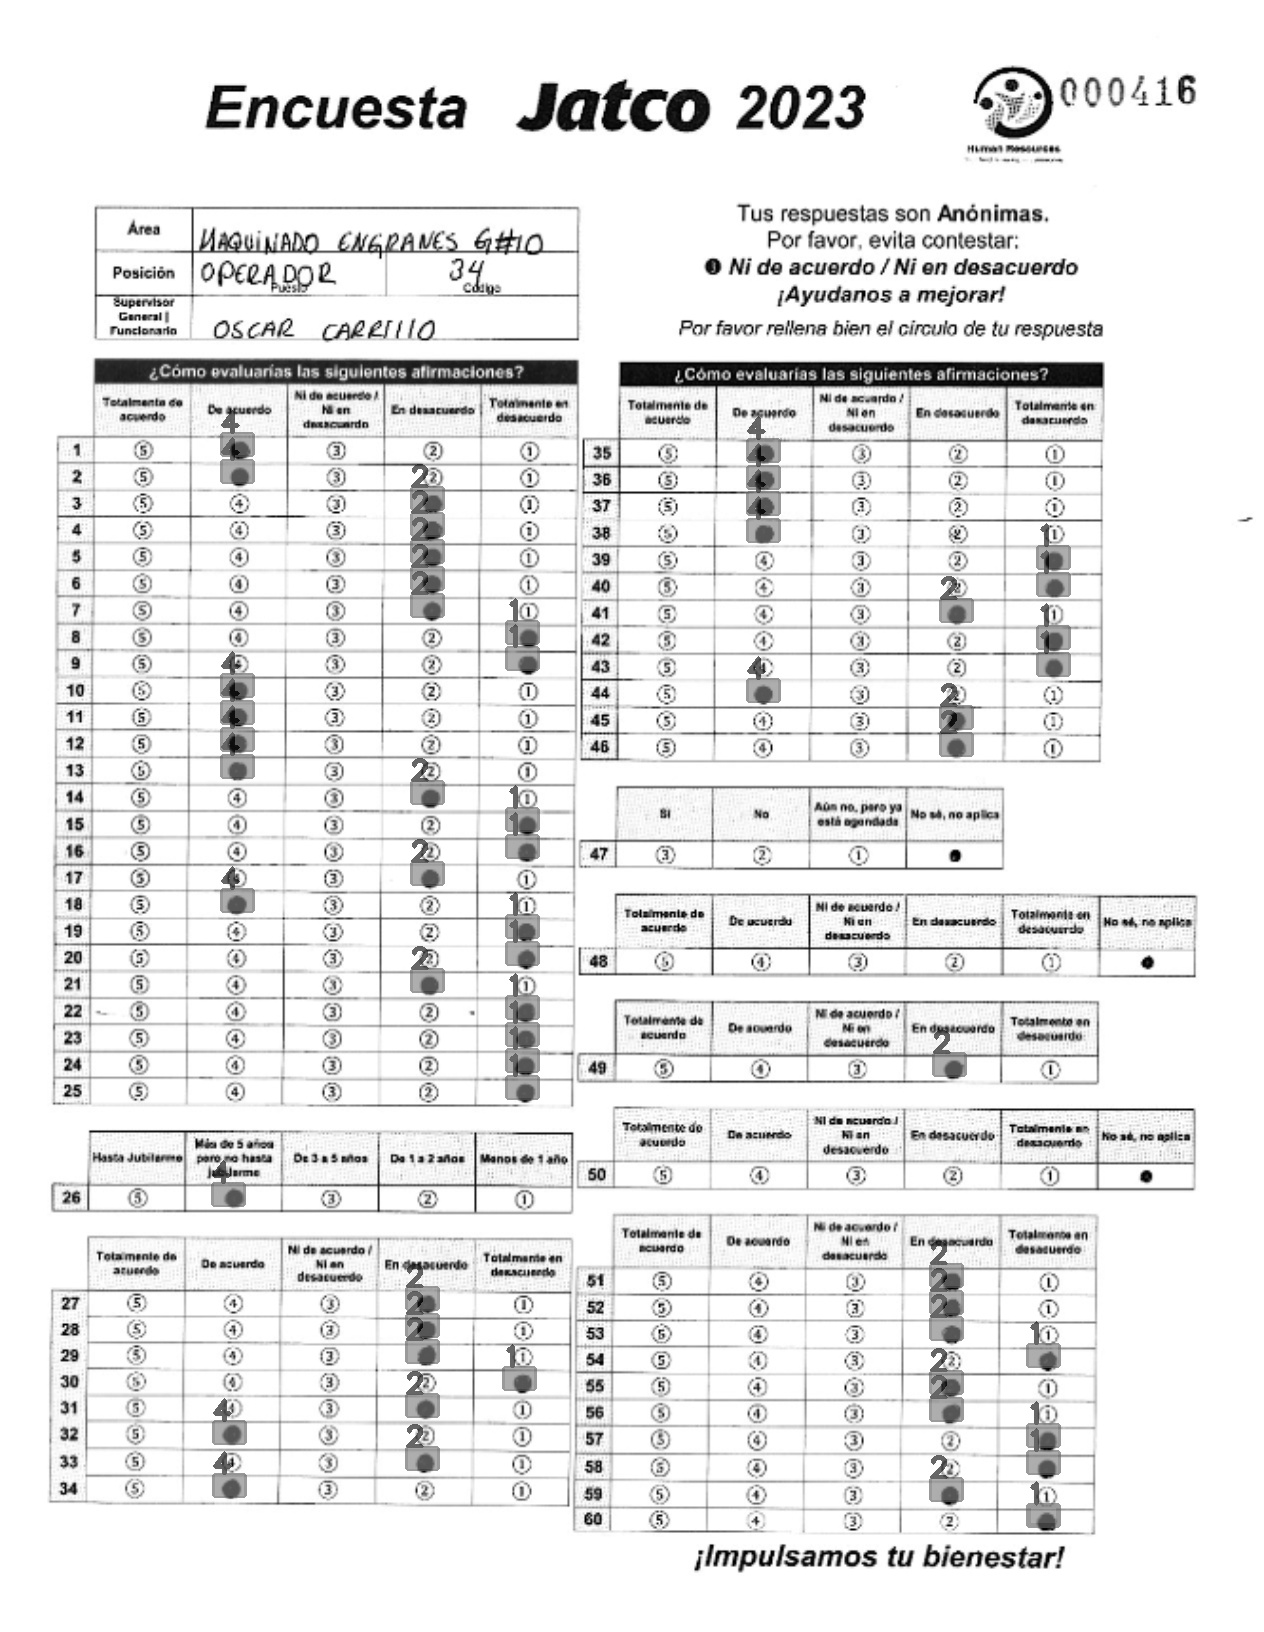 Encuesta Jatco 2023
000416
Human Resources
Área MAQUINADO ENGRANES G#10
Posición OPERADOR 34
Puesto Código
Supervisor General | Funcionario OSCAR CARRILLO
Tus respuestas son Anónimas.
Por favor, evita contestar:
❸ Ni de acuerdo / Ni en desacuerdo
¡Ayudanos a mejorar!
Por favor rellena bien el circulo de tu respuesta
¿Cómo evaluarías las siguientes afirmaciones?
Totalmente de acuerdo De acuerdo Ni de acuerdo / Ni en desacuerdo En desacuerdo Totalmente en desacuerdo
4
1 5 4 3 2 1
2 5 3 2 2 1
3 5 4 3 2 1
4 5 4 3 2 1
5 5 4 3 2 1
6 5 4 3 2 1
7 5 4 3 1 1
8 5 4 3 2 1
9 5 4 4 3 2
10 5 4 3 2 1
11 5 4 3 2 1
12 5 4 3 2 1
13 5 3 2 2 1
14 5 4 3 1 1
15 5 4 3 2 1
16 5 4 3 2 2
17 5 4 4 3 1
18 5 3 2 1 1
19 5 4 3 2 1
20 5 4 3 2 2
21 5 4 3 1 1
22 5 4 3 2 1
23 5 4 3 2 1
24 5 4 3 2 1
25 5 4 3 2
Hasta Jubilarme Más de 5 años pero no hasta jubilarme De 3 a 5 años De 1 a 2 años Menos de 1 año
4
26 5 3 2 1
Totalmente de acuerdo De acuerdo Ni de acuerdo / Ni en desacuerdo En desacuerdo Totalmente en desacuerdo
2
27 5 4 3 2 1
28 5 4 3 2 1
29 5 4 3 1 1
30 5 4 3 2 2
31 5 4 4 3 1
32 5 3 2 2 1
33 5 4 4 3 1
34 5 3 2 1
¿Cómo evaluarías las siguientes afirmaciones?
Totalmente de acuerdo De acuerdo Ni de acuerdo / Ni en desacuerdo En desacuerdo Totalmente en desacuerdo
4
35 5 4 3 2 1
36 5 4 3 2 1
37 5 4 3 2 1
38 5 3 2 1 1
39 5 4 3 2 1
40 5 4 3 2 2
41 5 4 3 1 1
42 5 4 3 2 1
43 5 4 4 3 2
44 5 3 2 2 1
45 5 4 3 2 1
46 5 4 3 1
Si No Aún no, pero ya está agendada No sé, no aplica
47 3 2 1
Totalmente de acuerdo De acuerdo Ni de acuerdo / Ni en desacuerdo En desacuerdo Totalmente en desacuerdo No sé, no aplica
48 5 4 3 2 1
Totalmente de acuerdo De acuerdo Ni de acuerdo / Ni en desacuerdo En desacuerdo Totalmente en desacuerdo
2
49 5 4 3 1
Totalmente de acuerdo De acuerdo Ni de acuerdo / Ni en desacuerdo En desacuerdo Totalmente en desacuerdo No sé, no aplica
50 5 4 3 2 1
Totalmente de acuerdo De acuerdo Ni de acuerdo / Ni en desacuerdo En desacuerdo Totalmente en desacuerdo
2
51 5 4 3 2 1
52 5 4 3 2 1
53 5 4 3 1 1
54 5 4 3 2 2
55 5 4 3 2 1
56 5 4 3 1 1
57 5 4 3 2 1
58 5 4 3 2 2
59 5 4 3 1 1
60 5 4 3 2
¡Impulsamos tu bienestar!